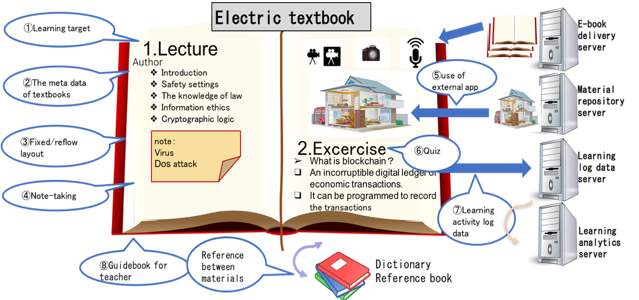 Electric textbook
①Learning target
②The meta data
of textbooks
③Fixed/reflow
layout
④Note-taking
1.Lecture
Author
❖ Introduction
❖ Safety settings
❖ The knowledge of law
❖ Information ethics
❖ Cryptographic logic
note:
Virus
Dos attack
⑤use of
external app
2.Excercise
⑥Quiz
➢ What is blockchain?
☐ An incorruptible digital ledger of
economic transactions.
☐ It can be programmed to record
the transactions
⑦Learning
activity log
data
⑧Guidebook for
teacher
Reference
between
materials
Dictionary
Reference book
E-book
delivery
server
Material
repository
server
Learning
log data
server
Learning
analytics
server